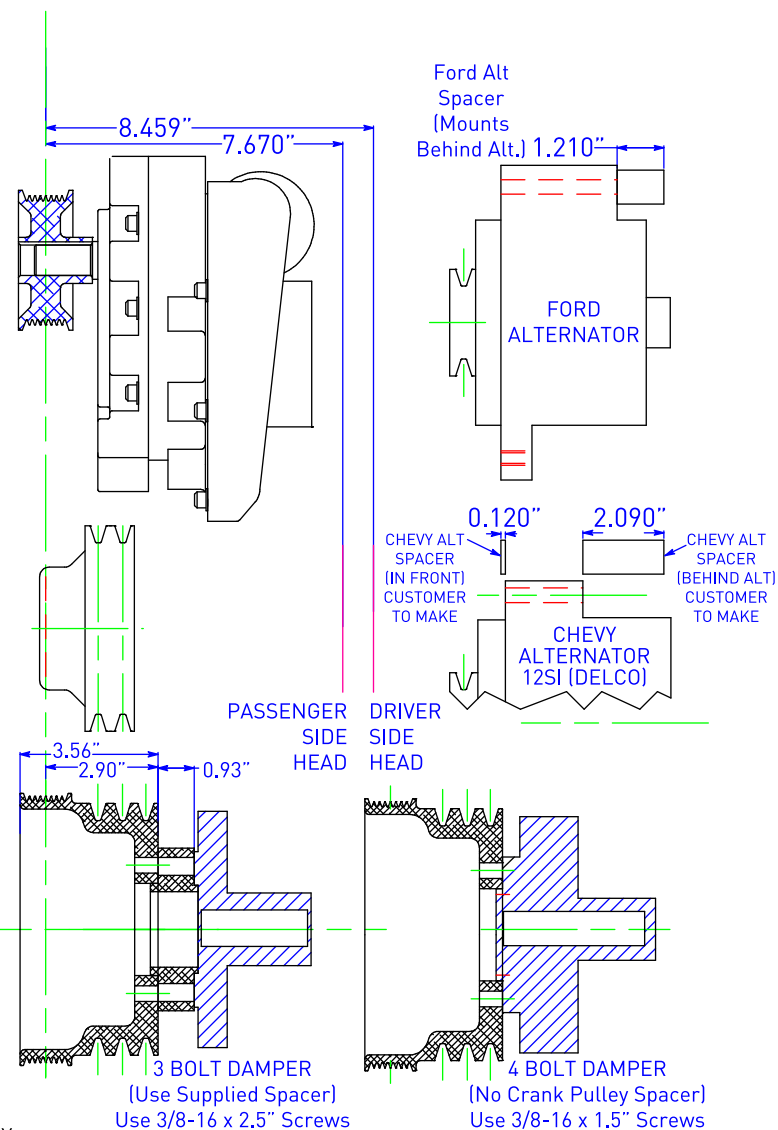 Ford Alt
Spacer
(Mounts
Behind Alt.)
1.210”
8.459”
7.670”
FORD
ALTERNATOR
0.120”
2.090”
CHEVY ALT
SPACER
(IN FRONT)
CUSTOMER
TO MAKE
CHEVY ALT
SPACER
(BEHIND ALT)
CUSTOMER
TO MAKE
CHEVY
ALTERNATOR
12SI (DELCO)
PASSENGER
SIDE
HEAD
DRIVER
SIDE
HEAD
3.56”
2.90”
0.93”
3 BOLT DAMPER
(Use Supplied Spacer)
Use 3/8-16 x 2.5” Screws
4 BOLT DAMPER
(No Crank Pulley Spacer)
Use 3/8-16 x 1.5” Screws